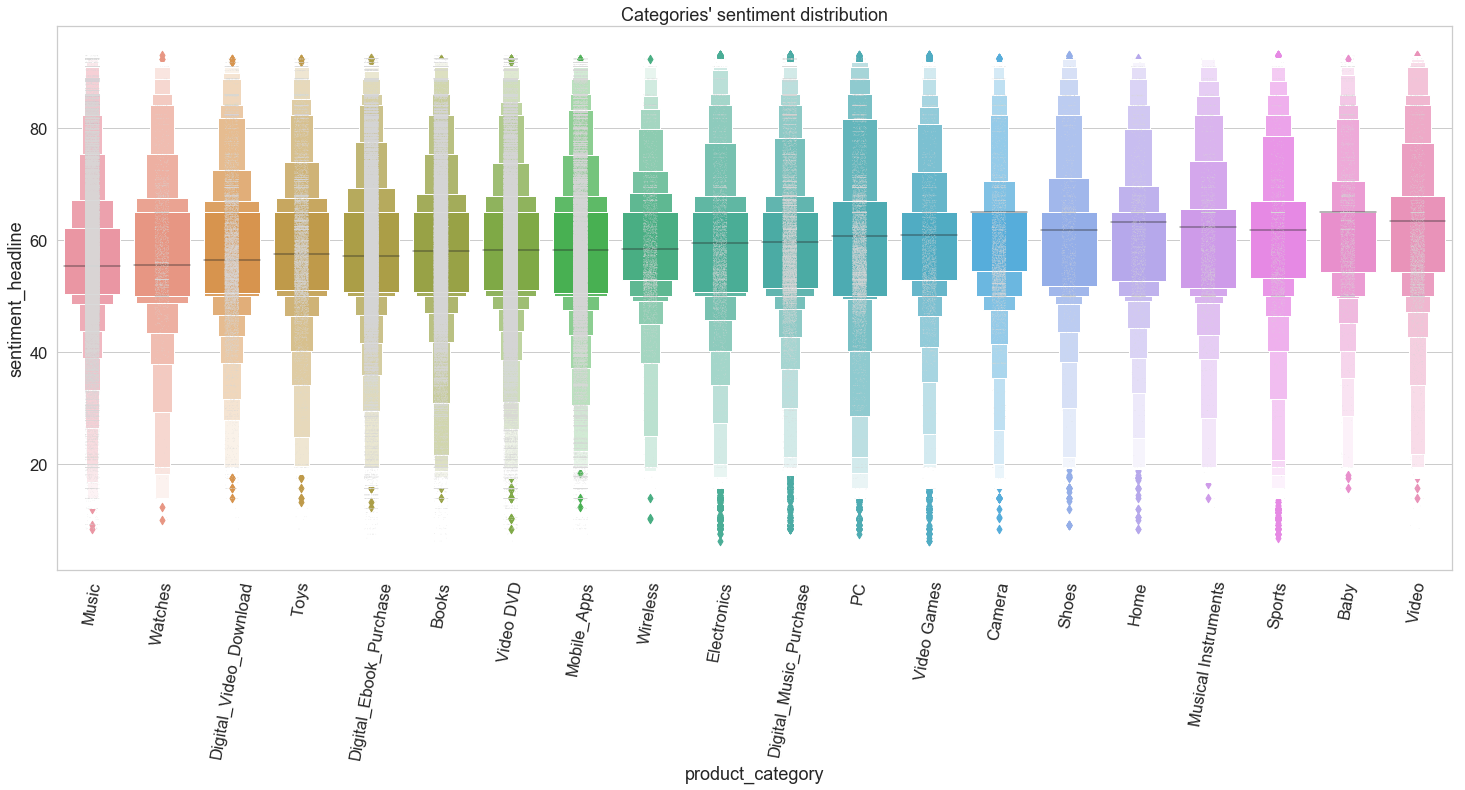 Categories' sentiment distribution
sentiment_headline
80
60
40
20
Music
Watches
Digital_Video_Download
Toys
Digital_Ebook_Purchase
Books
Video DVD
Mobile_Apps
Wireless
Electronics
Digital_Music_Purchase
PC
Video Games
Camera
Shoes
Home
Musical Instruments
Sports
Baby
Video
product_category